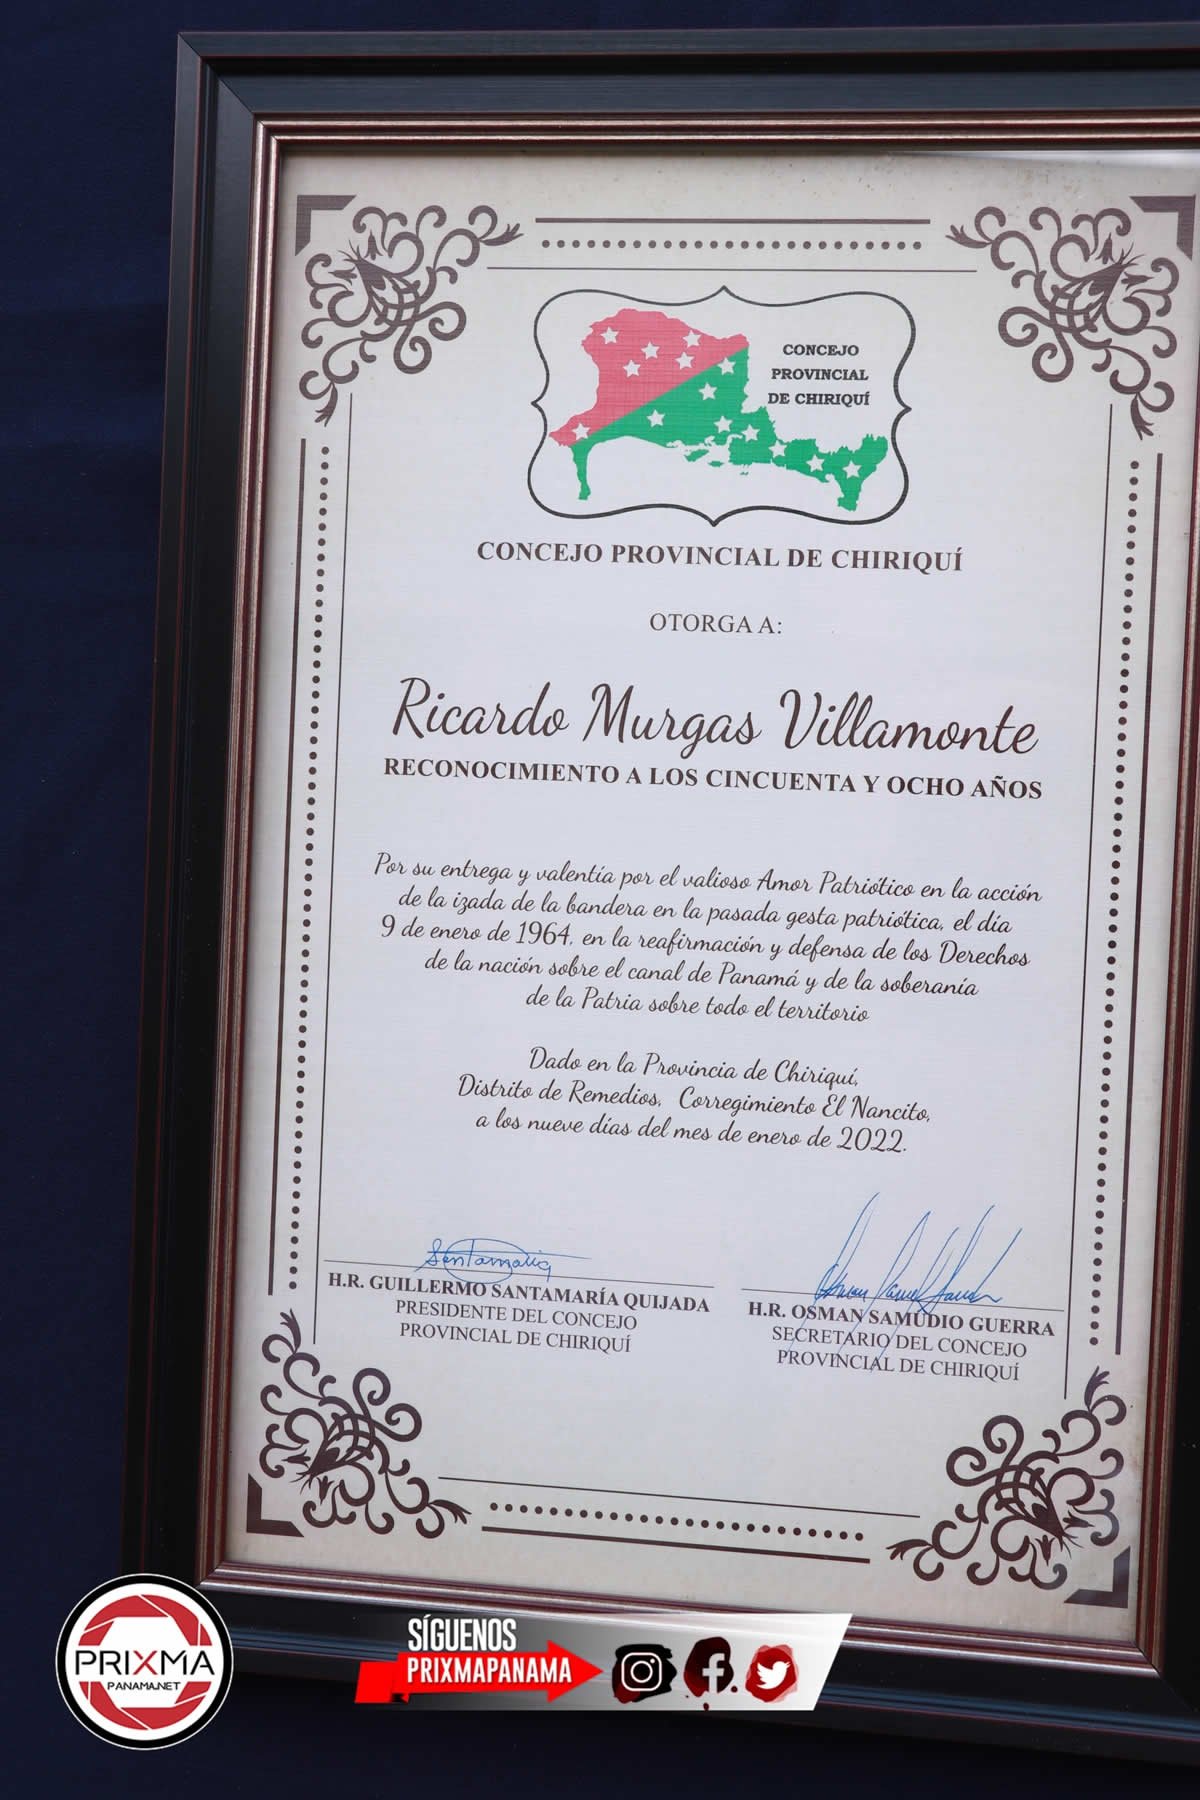 CONCEJO
PROVINCIAL
DE CHIRIQUÍ
CONCEJO PROVINCIAL DE CHIRIQUÍ
OTORGA A:
Ricardo Murgas Villamonte
RECONOCIMIENTO A LOS CINCUENTA Y OCHO AÑOS
Por su entrega y valentía por el valioso Amor Patriótico en la acción
de la izada de la bandera en la pasada gesta patriótica, el día
9 de enero de 1964, en la reafirmación y defensa de los Derechos
de la nación sobre el canal de Panamá y de la soberanía
de la Patria sobre todo el territorio
Dado en la Provincia de Chiriquí,
Distrito de Remedios, Corregimiento El Nancito,
a los nueve días del mes de enero de 2022.
Santamaría
H.R. GUILLERMO SANTAMARÍA QUIJADA
PRESIDENTE DEL CONCEJO
PROVINCIAL DE CHIRIQUÍ
H.R. OSMAN SAMUDIO GUERRA
SECRETARIO DEL CONCEJO
PROVINCIAL DE CHIRIQUÍ
PRIXMA
PANAMA.NET
SÍGUENOS
PRIXMAPANAMA